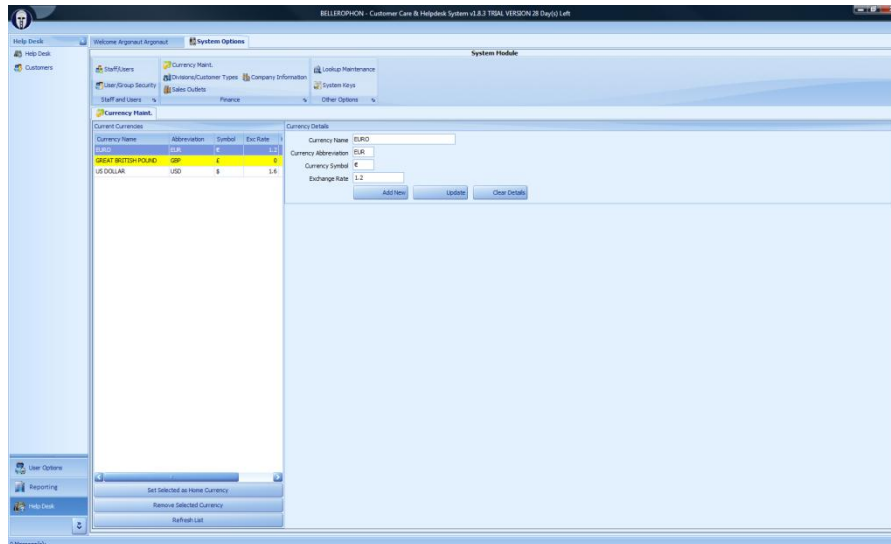 BELLEROPHON - Customer Care & Helpdesk System v1.8.3 TRIAL VERSION 28 Day(s) Left
Help Desk
Welcome Argonaut Argonaut
System Options
Help Desk
Customers
System Module
Staff/Users
User/Group Security
Staff and Users
Currency Maint.
Divisions/Customer Types
Company Information
Sales Outlets
Finance
Lookup Maintenance
System Keys
Other Options
Currency Maint.
Current Currencies
Currency Name Abbreviation Symbol Exc Rate
EURO EUR € 1.2
GREAT BRITISH POUND GBP £ 0
US DOLLAR USD $ 1.6
Set Selected as Home Currency
Remove Selected Currency
Refresh List
Currency Details
Currency Name EURO
Currency Abbreviation EUR
Currency Symbol €
Exchange Rate 1.2
Add New Update Clear Details
User Options
Reporting
Help Desk